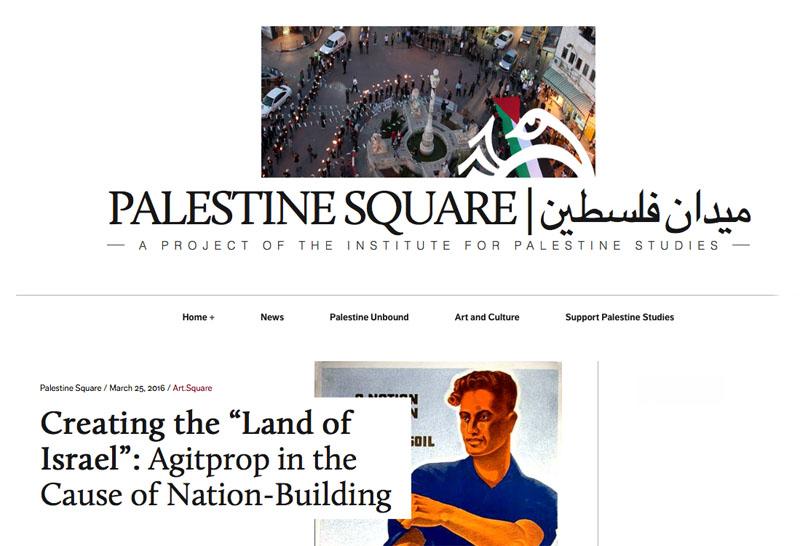 PALESTINE SQUARE | ميدان فلسطين
A PROJECT OF THE INSTITUTE FOR PALESTINE STUDIES
Home + News Palestine Unbound Art and Culture Support Palestine Studies
Palestine Square / March 25, 2016 / Art.Square
Creating the “Land of
Israel”: Agitprop in the
Cause of Nation-Building
SOIL